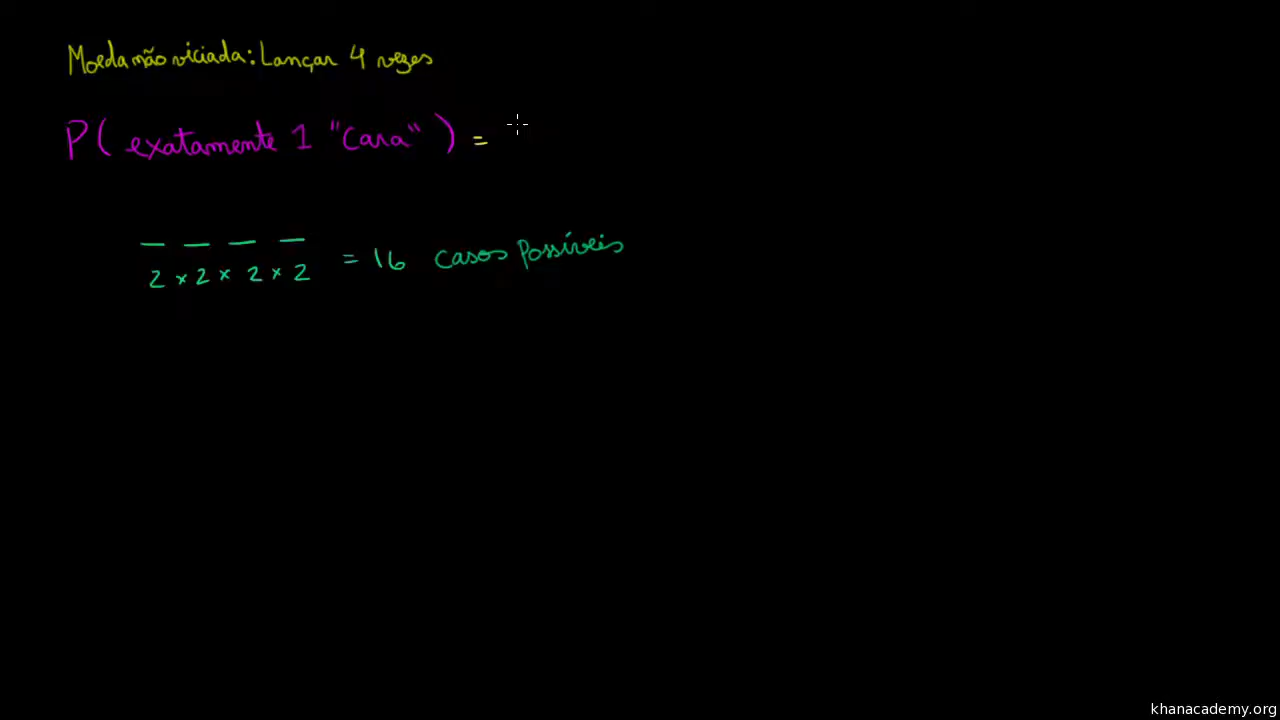 Moeda não viciada: Lançar 4 vezes
P( exatamente 1 "Cara" ) =
2 × 2 × 2 × 2 = 16 casos possíveis
khanacademy.org